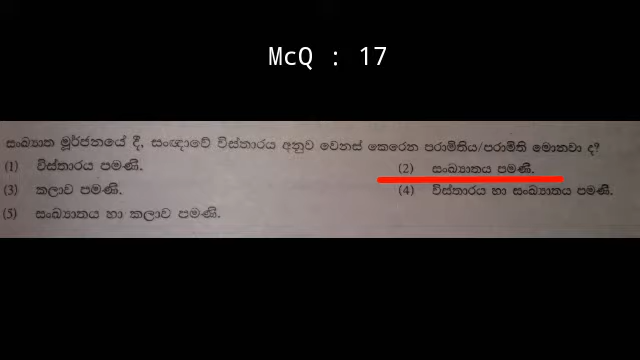 McQ : 17
සංඛ්‍යාත මූර්ජනයේ දී, සංඥාවේ විස්තාරය අනුව වෙනස් කෙරෙන පරාමිතිය/පරාමිති මොනවා ද?
(1) විස්තාරය පමණි. (2) සංඛ්‍යාතය පමණි.
(3) කලාව පමණි. (4) විස්තාරය හා සංඛ්‍යාතය පමණි.
(5) සංඛ්‍යාතය හා කලාව පමණි.